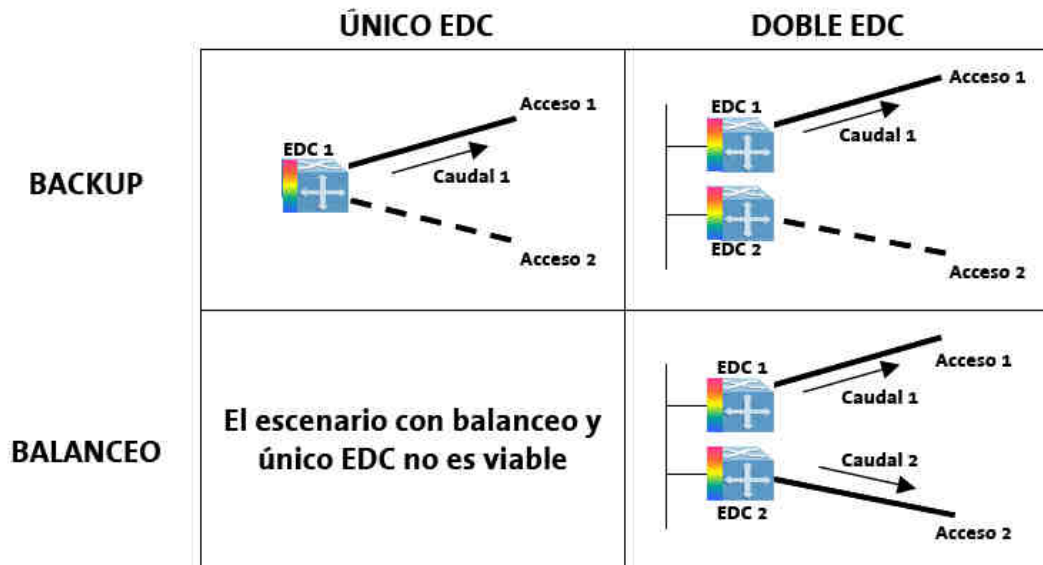 ÚNICO EDC
DOBLE EDC
BACKUP
EDC 1
Acceso 1
Caudal 1
Acceso 2
EDC 1
Acceso 1
Caudal 1
EDC 2
Acceso 2
BALANCEO
El escenario con balanceo y
único EDC no es viable
EDC 1
Acceso 1
Caudal 1
Caudal 2
EDC 2
Acceso 2